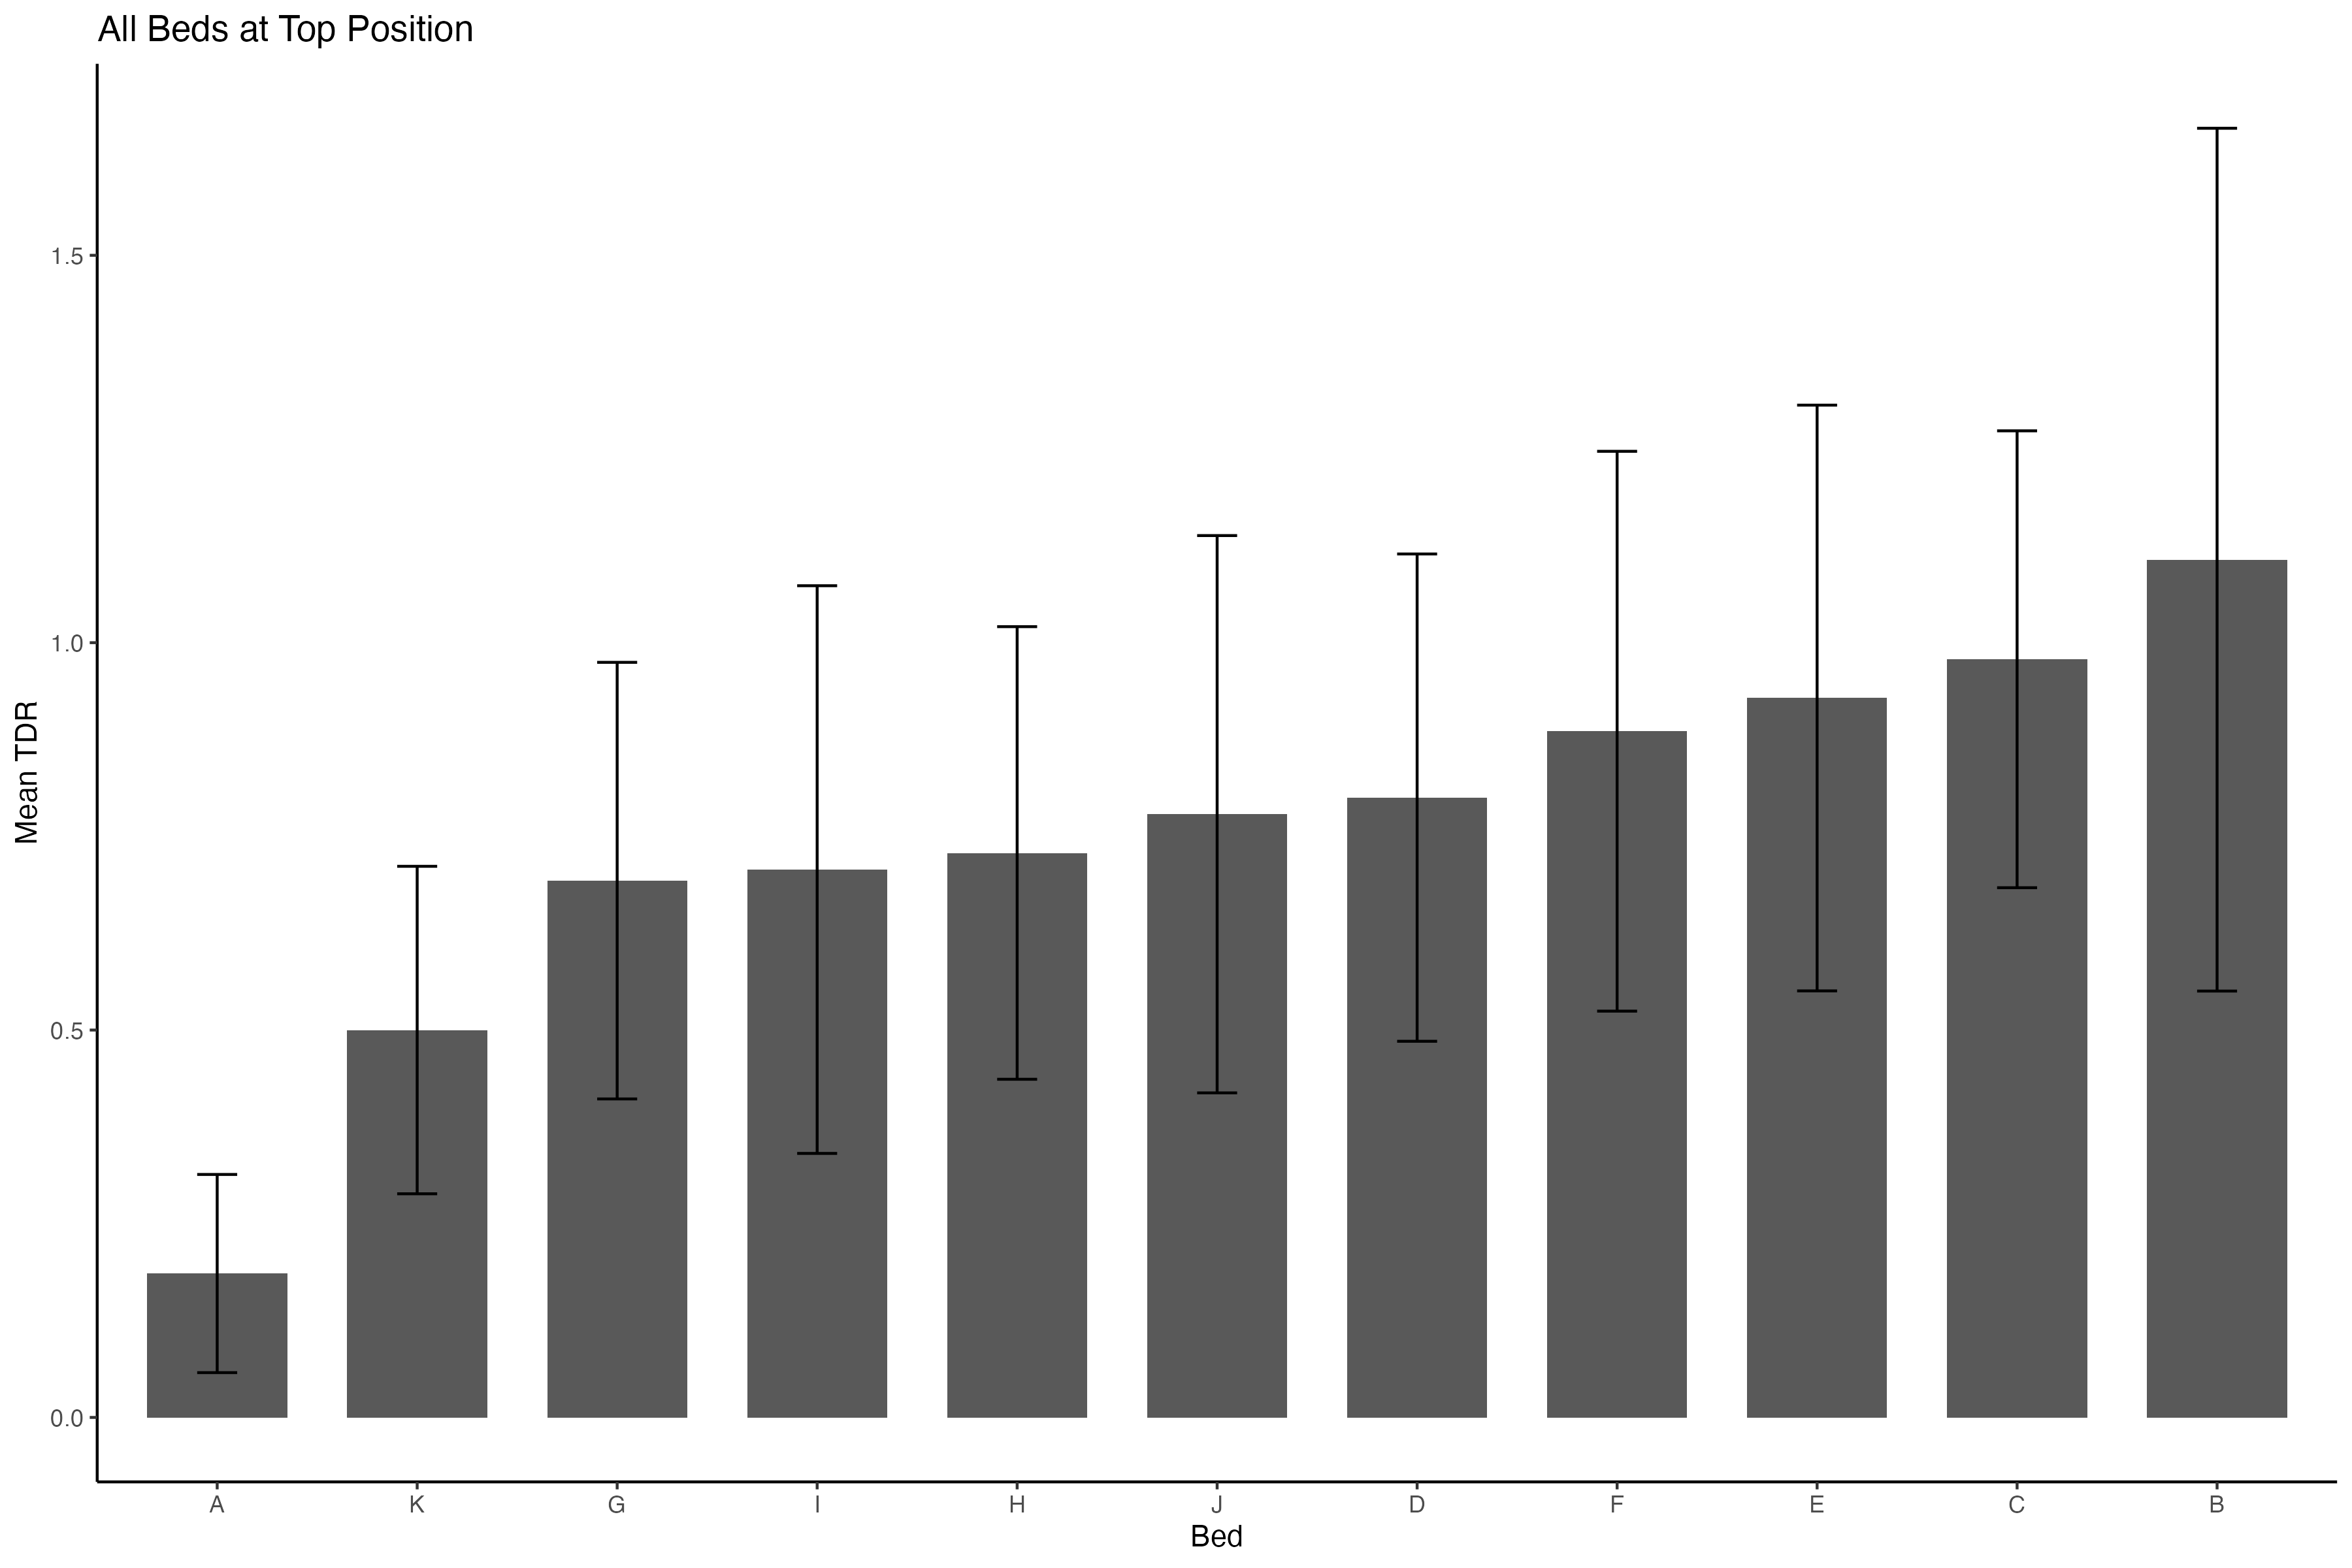 All Beds at Top Position
Mean TDR
1.5
1.0
0.5
0.0
A K G I H J D F E C B
Bed